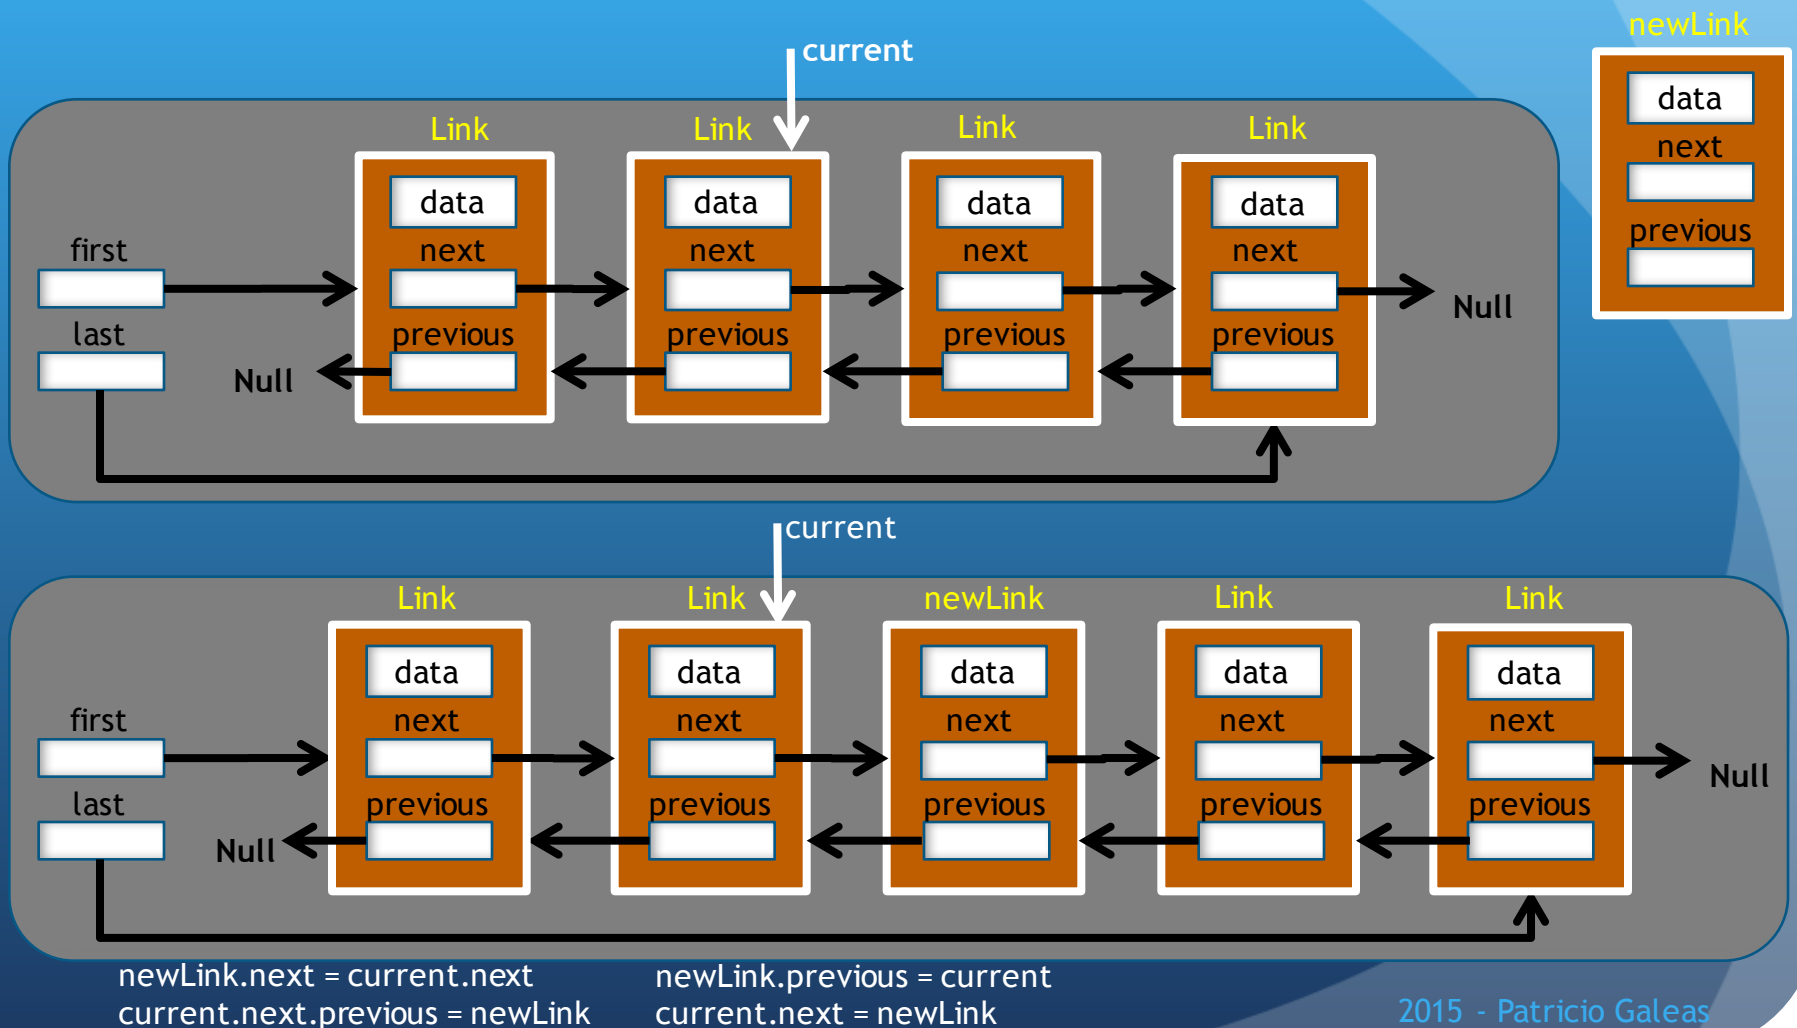 newLink
current
data
next
previous
Link Link Link Link
data data data data
first next next next next
Null
last previous previous previous previous
Null
current
Link Link newLink Link Link
data data data data data
first next next next next next
Null
last previous previous previous previous previous
Null
newLink.next = current.next newLink.previous = current
current.next.previous = newLink current.next = newLink
2015 - Patricio Galeas